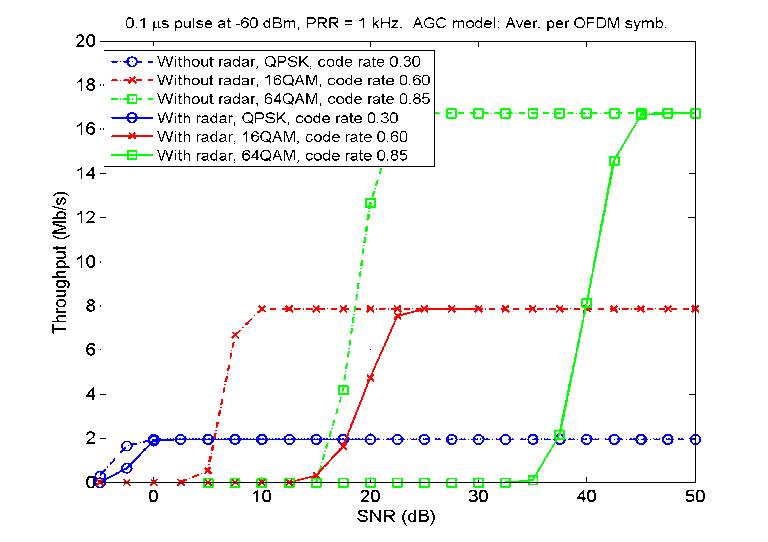 0.1 µs pulse at -60 dBm, PRR = 1 kHz.  AGC model: Aver. per OFDM symb.
Without radar, QPSK, code rate 0.30
Without radar, 16QAM, code rate 0.60
Without radar, 64QAM, code rate 0.85
With radar, QPSK, code rate 0.30
With radar, 16QAM, code rate 0.60
With radar, 64QAM, code rate 0.85
Throughput (Mb/s)
20
18
16
14
12
10
8
6
4
2
0
0 10 20 30 40 50
SNR (dB)